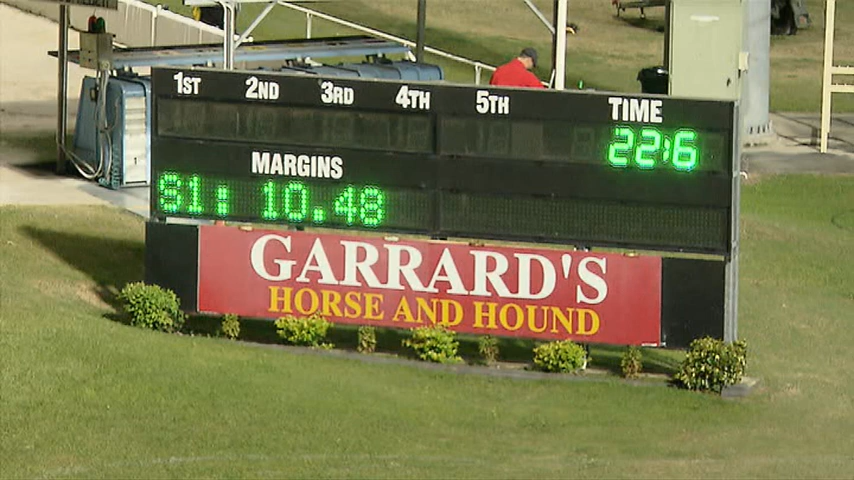 1ST 2ND 3RD 4TH 5TH TIME
22:6
MARGINS
S1: 10.48
GARRARD'S
HORSE AND HOUND